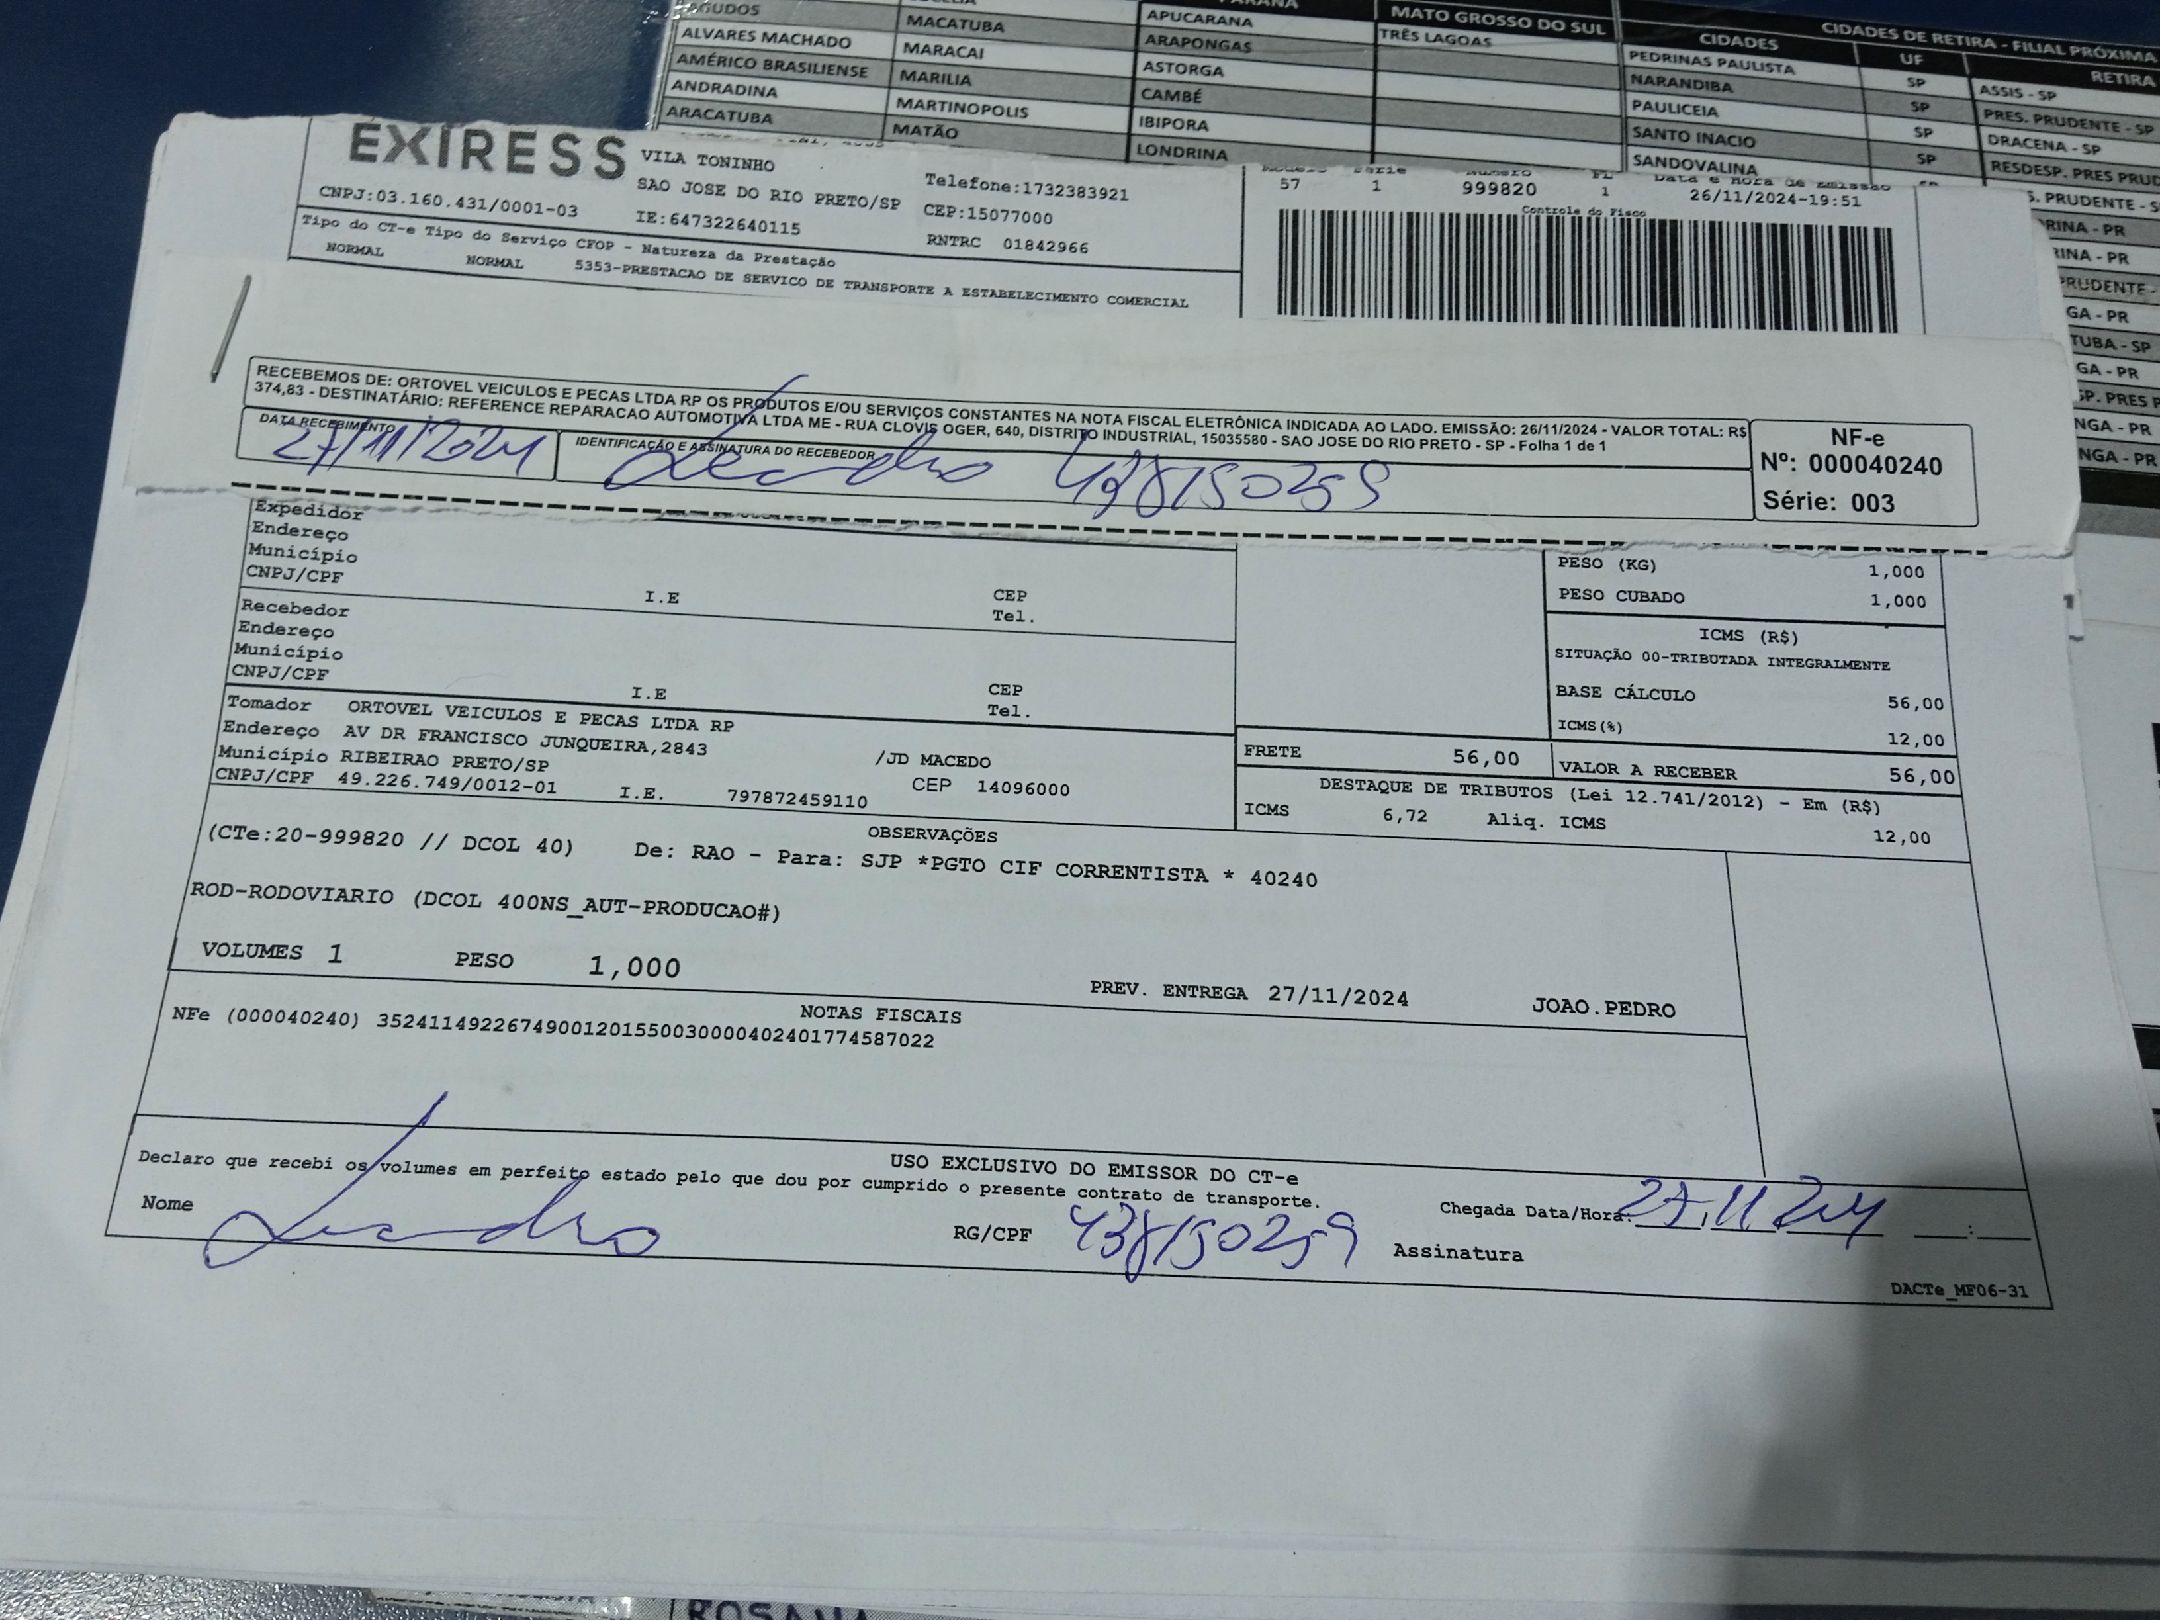 AGUDOS
ALVARES MACHADO
AMÉRICO BRASILIENSE
ANDRADINA
ARACATUBA
MACATUBA
MARACAI
MARILIA
MARTINOPOLIS
MATÃO
PARANÁ
APUCARANA
ARAPONGAS
ASTORGA
CAMBÉ
IBIPORA
LONDRINA
MATO GROSSO DO SUL
TRÊS LAGOAS
CIDADES DE RETIRA - FILIAL PRÓXIMA
CIDADES UF RETIRA
PEDRINAS PAULISTA SP ASSIS - SP
NARANDIBA SP PRES. PRUDENTE - SP
PAULICEIA SP DRACENA - SP
SANTO INACIO SP
SANDOVALINA
EXIRESS
VILA TONINHO
SAO JOSE DO RIO PRETO/SP
Telefone:1732383921
CNPJ:03.160.431/0001-03 IE:647322640115 CEP:15077000
RNTRC 01842966
Tipo do CT-e Tipo do Serviço CFOP - Natureza da Prestação
NORMAL NORMAL 5353-PRESTACAO DE SERVICO DE TRANSPORTE A ESTABELECIMENTO COMERCIAL
Data e Hora de Emissão
57 1 999820 1 26/11/2024-19:51
Controle do Fisco
RECEBEMOS DE: ORTOVEL VEICULOS E PECAS LTDA RP OS PRODUTOS E/OU SERVIÇOS CONSTANTES NA NOTA FISCAL ELETRÔNICA INDICADA AO LADO. EMISSÃO: 26/11/2024 - VALOR TOTAL: R$
374,83 - DESTINATÁRIO: REFERENCE REPARACAO AUTOMOTIVA LTDA ME - RUA CLOVIS OGER, 640, DISTRITO INDUSTRIAL, 15035580 - SAO JOSE DO RIO PRETO - SP - Folha 1 de 1
DATA RECEBIMENTO
27/11/2024
IDENTIFICAÇÃO E ASSINATURA DO RECEBEDOR
Leandro 438150259
NF-e
Nº: 000040240
Série: 003
Expedidor
Endereço
Município
CNPJ/CPF I.E CEP
Tel.
Recebedor
Endereço
Município
CNPJ/CPF I.E CEP
Tel.
Tomador ORTOVEL VEICULOS E PECAS LTDA RP
Endereço AV DR FRANCISCO JUNQUEIRA,2843 /JD MACEDO
Município RIBEIRAO PRETO/SP CEP 14096000
CNPJ/CPF 49.226.749/0012-01 I.E. 797872459110
PESO (KG) 1,000
PESO CUBADO 1,000
ICMS (R$)
SITUAÇÃO 00-TRIBUTADA INTEGRALMENTE
BASE CÁLCULO 56,00
ICMS(%) 12,00
FRETE 56,00 VALOR A RECEBER 56,00
DESTAQUE DE TRIBUTOS (Lei 12.741/2012) - Em (R$)
ICMS 6,72 Aliq. ICMS 12,00
OBSERVAÇÕES
(CTe:20-999820 // DCOL 40) De: RAO - Para: SJP *PGTO CIF CORRENTISTA * 40240
ROD-RODOVIARIO (DCOL 400NS_AUT-PRODUCAO#)
VOLUMES 1 PESO 1,000
PREV. ENTREGA 27/11/2024 JOAO.PEDRO
NOTAS FISCAIS
NFe (000040240) 35241149226749001201550030000402401774587022
USO EXCLUSIVO DO EMISSOR DO CT-e
Declaro que recebi os volumes em perfeito estado pelo que dou por cumprido o presente contrato de transporte.
Nome Leandro RG/CPF 438150259 Chegada Data/Hora: 27.11.2024 __:__
Assinatura
DACTe_MF06-31